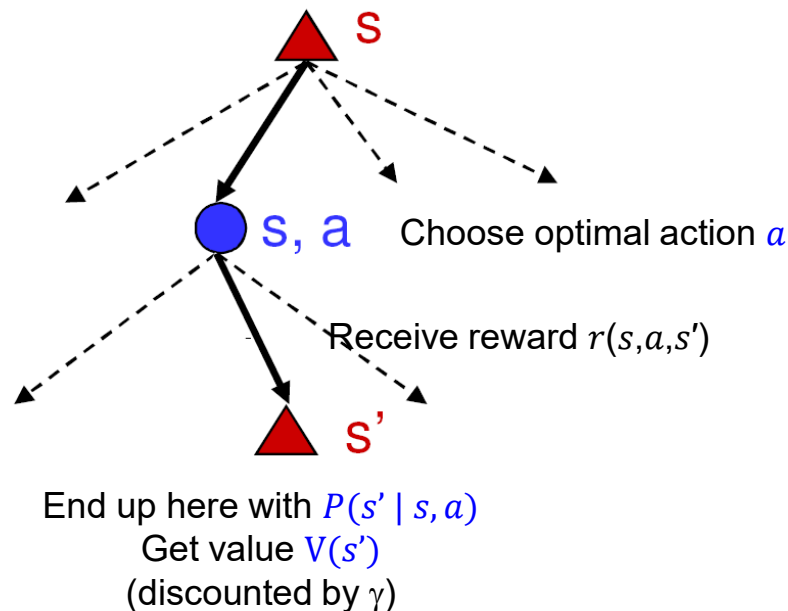 s
s, a
Choose optimal action a
Receive reward r(s,a,s′)
s’
End up here with P(s’ | s, a)
Get value V(s’)
(discounted by γ)